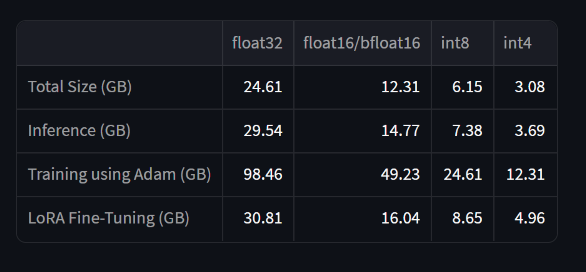 float32 float16/bfloat16 int8 int4
Total Size (GB) 24.61 12.31 6.15 3.08
Inference (GB) 29.54 14.77 7.38 3.69
Training using Adam (GB) 98.46 49.23 24.61 12.31
LoRA Fine-Tuning (GB) 30.81 16.04 8.65 4.96